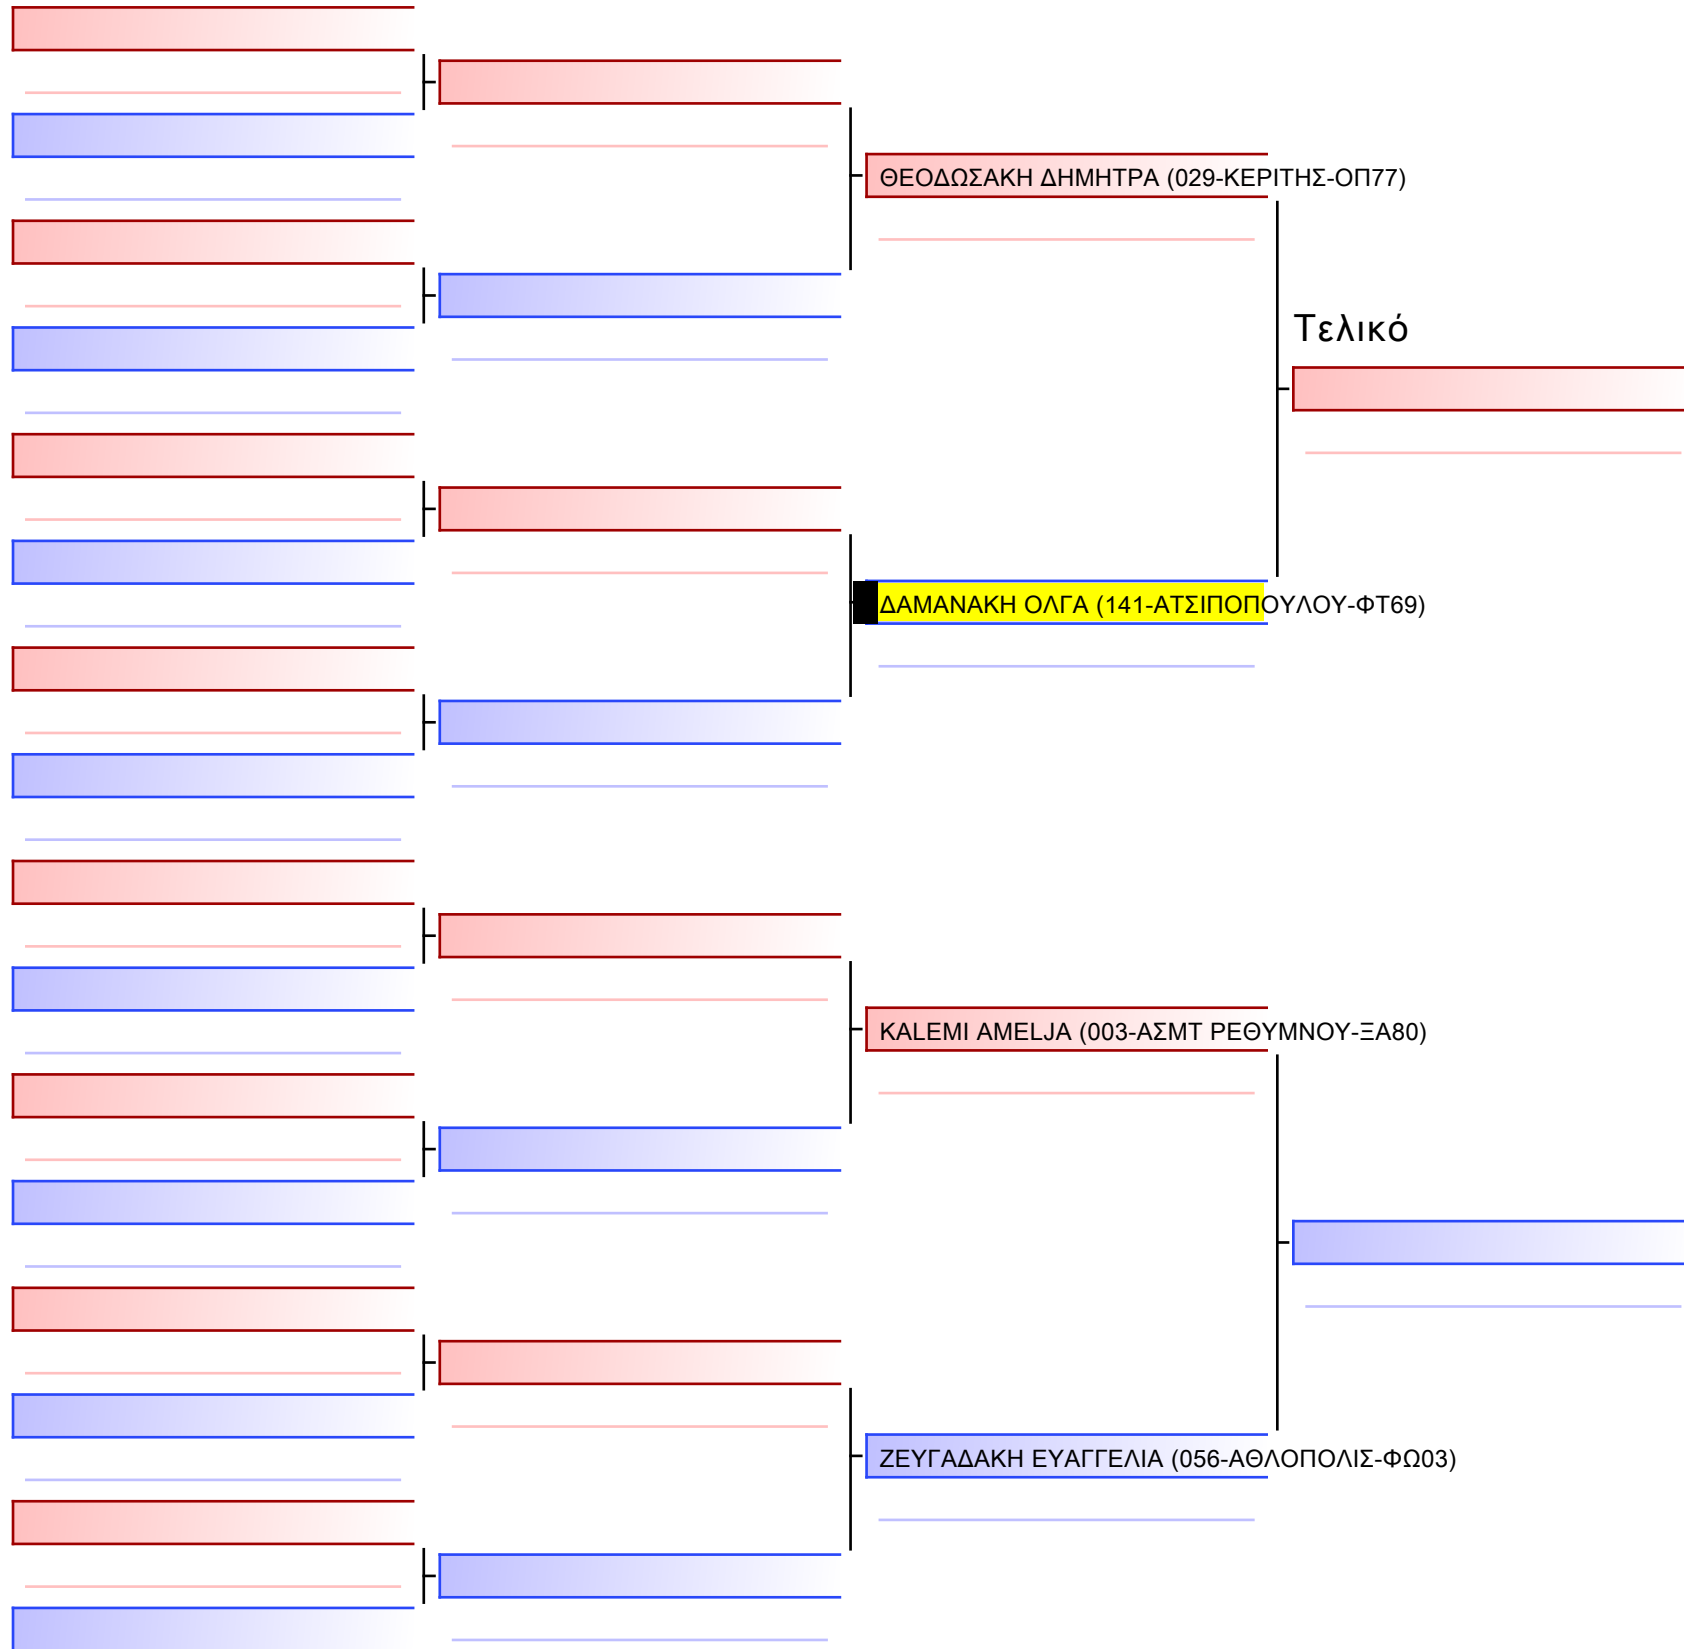 ΘΕΟΔΩΣΑΚΗ ΔΗΜΗΤΡΑ (029-ΚΕΡΙΤΗΣ-ΟΠ77)
Τελικό
ΔΑΜΑΝΑΚΗ ΟΛΓΑ (141-ΑΤΣΙΠΟΠΟΥΛΟΥ-ΦΤ69)
KALEMI AMELJA (003-ΑΣΜΤ ΡΕΘΥΜΝΟΥ-ΞΑ80)
ΖΕΥΓΑΔΑΚΗ ΕΥΑΓΓΕΛΙΑ (056-ΑΘΛΟΠΟΛΙΣ-ΦΩ03)